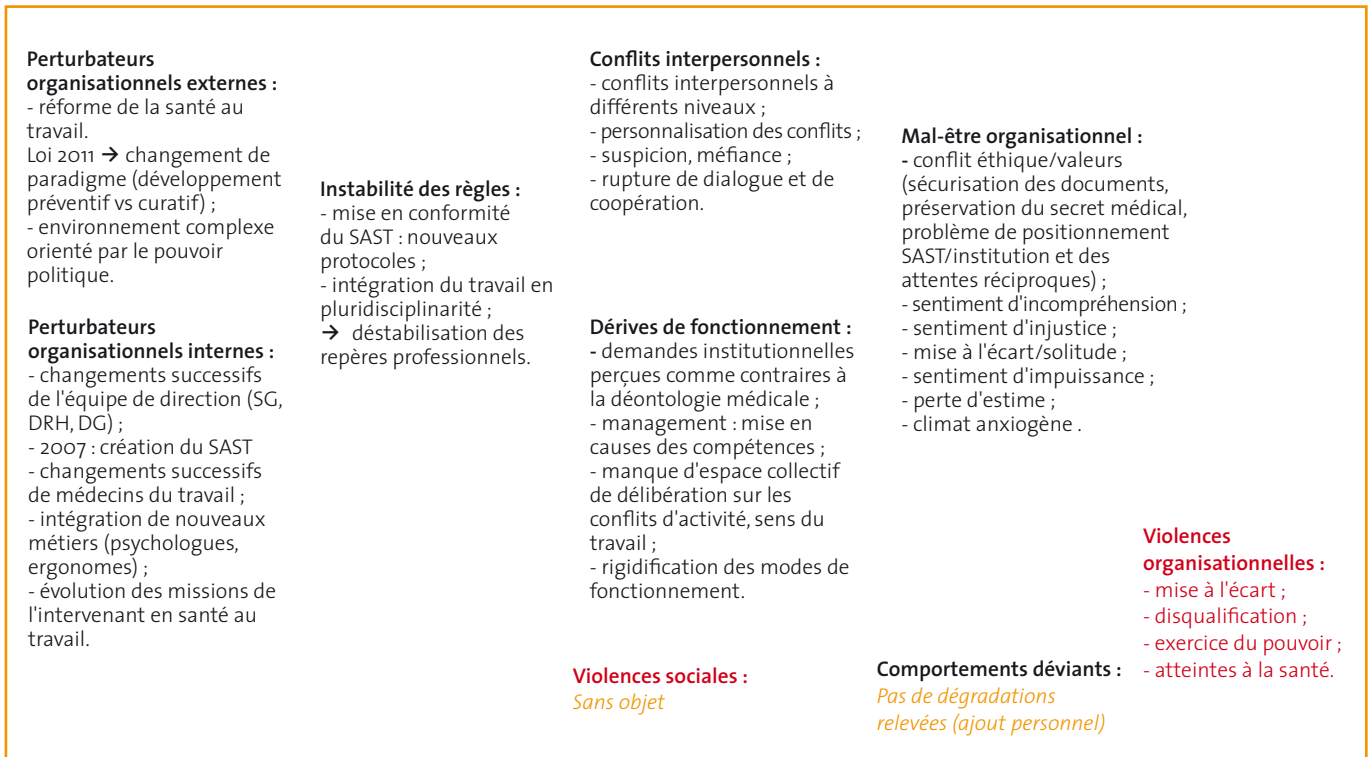 Perturbateurs
organisationnels externes :
- réforme de la santé au
travail.
Loi 2011 → changement de
paradigme (développement
préventif vs curatif) ;
- environnement complexe
orienté par le pouvoir
politique.
Perturbateurs
organisationnels internes :
- changements successifs
de l'équipe de direction (SG,
DRH, DG) ;
- 2007 : création du SAST
- changements successifs
de médecins du travail ;
- intégration de nouveaux
métiers (psychologues,
ergonomes) ;
- évolution des missions de
l'intervenant en santé au
travail.
Instabilité des règles :
- mise en conformité
du SAST : nouveaux
protocoles ;
- intégration du travail en
pluridisciplinarité ;
→ déstabilisation des
repères professionnels.
Conflits interpersonnels :
- conflits interpersonnels à
différents niveaux ;
- personnalisation des conflits ;
- suspicion, méfiance ;
- rupture de dialogue et de
coopération.
Dérives de fonctionnement :
- demandes institutionnelles
perçues comme contraires à
la déontologie médicale ;
- management : mise en
causes des compétences ;
- manque d'espace collectif
de délibération sur les
conflits d'activité, sens du
travail ;
- rigidification des modes de
fonctionnement.
Violences sociales :
Sans objet
Mal-être organisationnel :
- conflit éthique/valeurs
(sécurisation des documents,
préservation du secret médical,
problème de positionnement
SAST/institution et des
attentes réciproques) ;
- sentiment d'incompréhension ;
- sentiment d'injustice ;
- mise à l'écart/solitude ;
- sentiment d'impuissance ;
- perte d'estime ;
- climat anxiogène .
Comportements déviants :
Pas de dégradations
relevées (ajout personnel)
Violences
organisationnelles :
- mise à l'écart ;
- disqualification ;
- exercice du pouvoir ;
- atteintes à la santé.